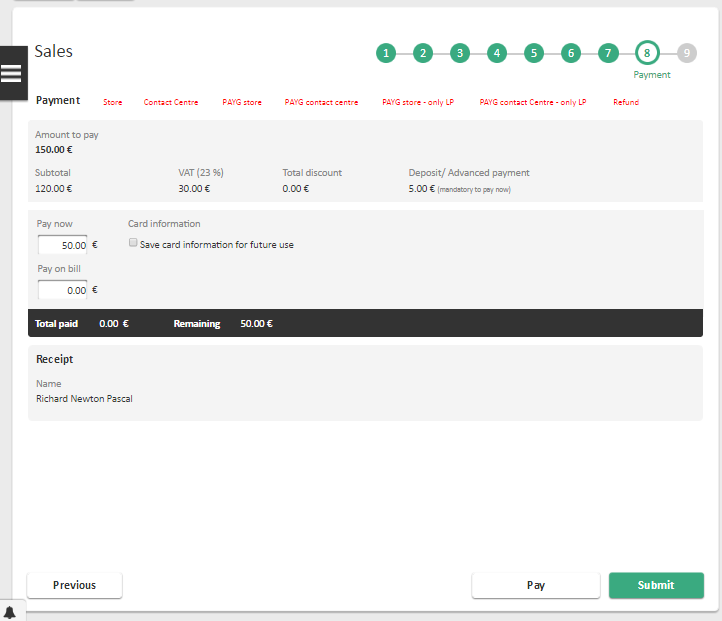 Sales
1 2 3 4 5 6 7 8 9
Payment
Payment Store Contact Centre PAYG store PAYG contact centre PAYG store - only LP PAYG contact Centre - only LP Refund
Amount to pay
150.00 €
Subtotal VAT (23 %) Total discount Deposit/ Advanced payment
120.00 € 30.00 € 0.00 € 5.00 € (mandatory to pay now)
Pay now Card information
50.00 € Save card information for future use
Pay on bill
0.00 €
Total paid 0.00 € Remaining 50.00 €
Receipt
Name
Richard Newton Pascal
Previous Pay Submit